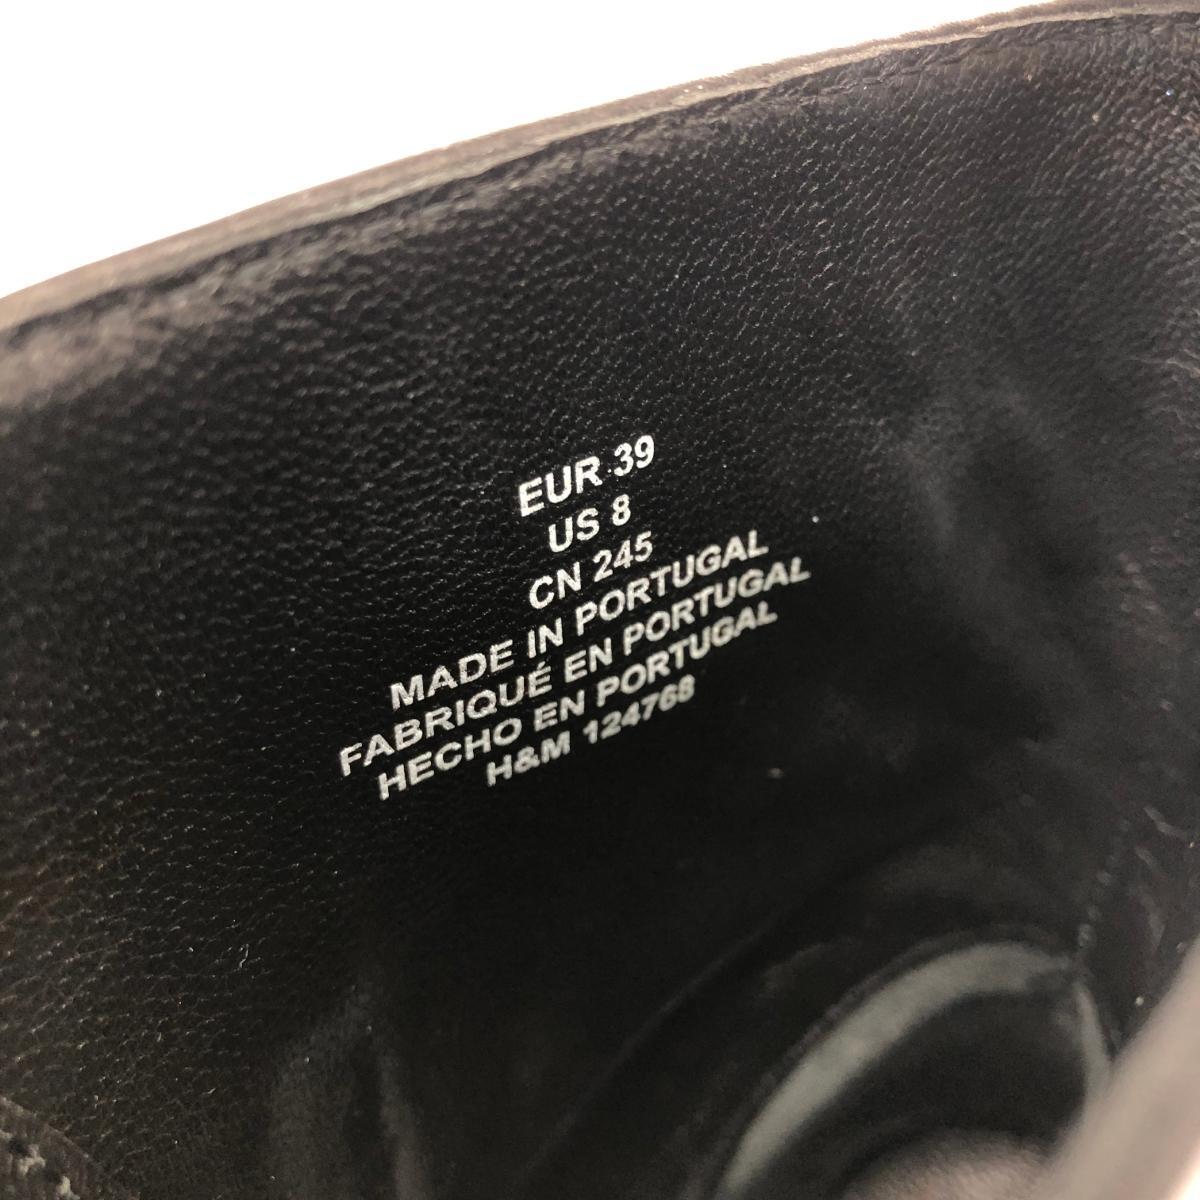 EUR 39
US 8
CN 245
MADE IN PORTUGAL
FABRIQUÉ EN PORTUGAL
HECHO EN PORTUGAL
H&M 124768